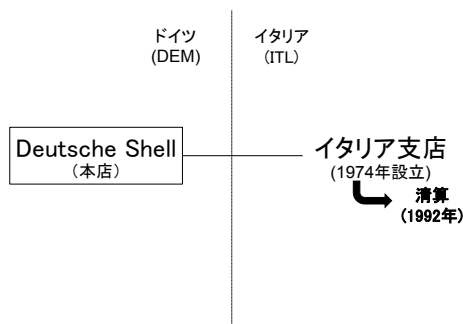 ドイツ
(DEM)
イタリア
(ITL)
Deutsche Shell
(本店)
イタリア支店
(1974年設立)
清算
(1992年)